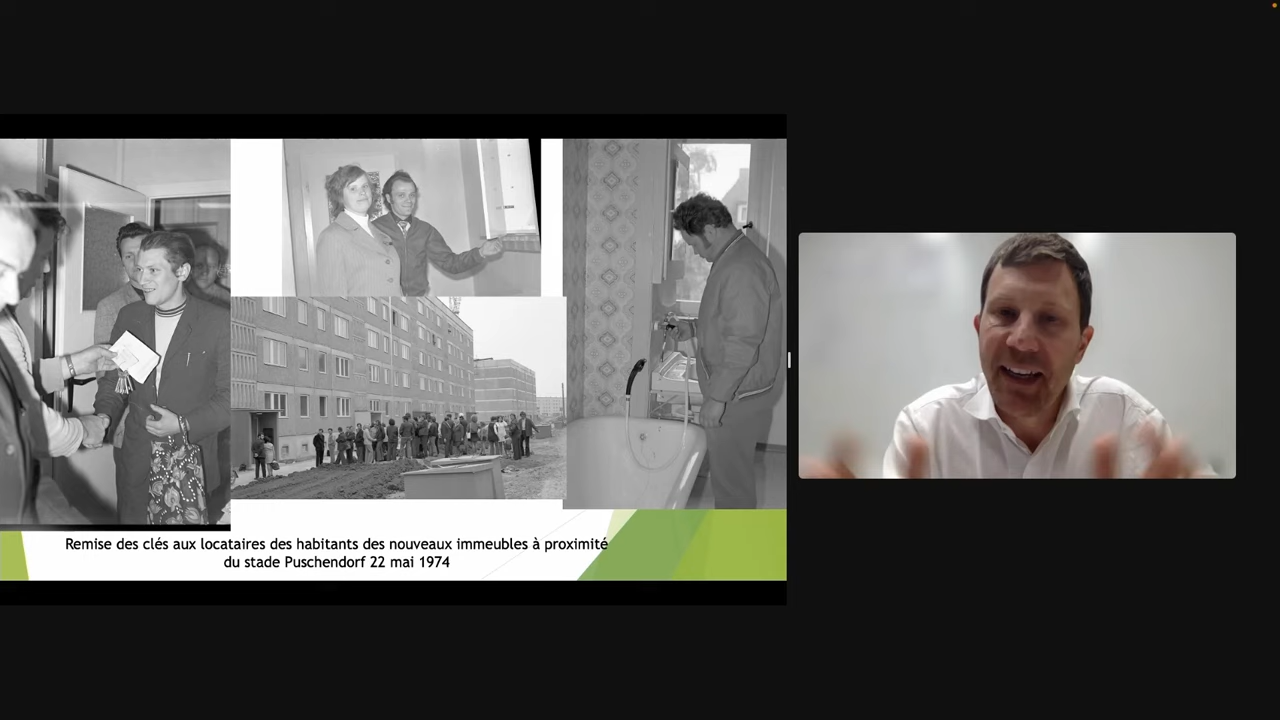 Remise des clés aux locataires des habitants des nouveaux immeubles à proximité
du stade Puschendorf 22 mai 1974